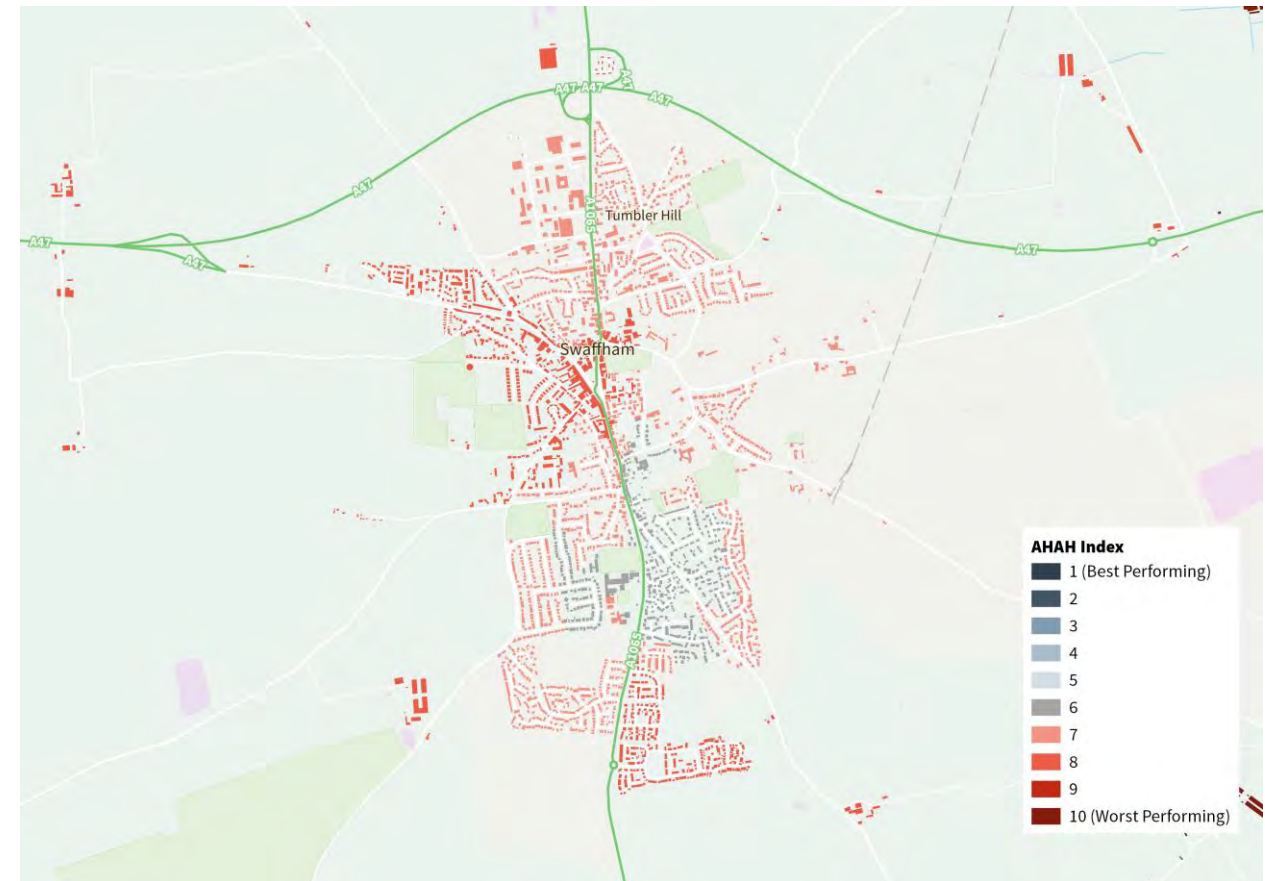 A47
A47 A47
A47
A47
A1065
Tumbler Hill
A47
A47
A47
Swaffham
A1065
AHAH Index
1 (Best Performing)
2
3
4
5
6
7
8
9
10 (Worst Performing)